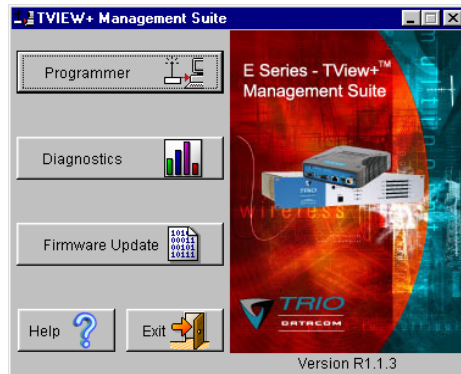 TVIEW+ Management Suite
Programmer
Diagnostics
Firmware Update
Help
Exit
E Series - TView+™
Management Suite
wireless
TRIO
DATACOM
Version R1.1.3